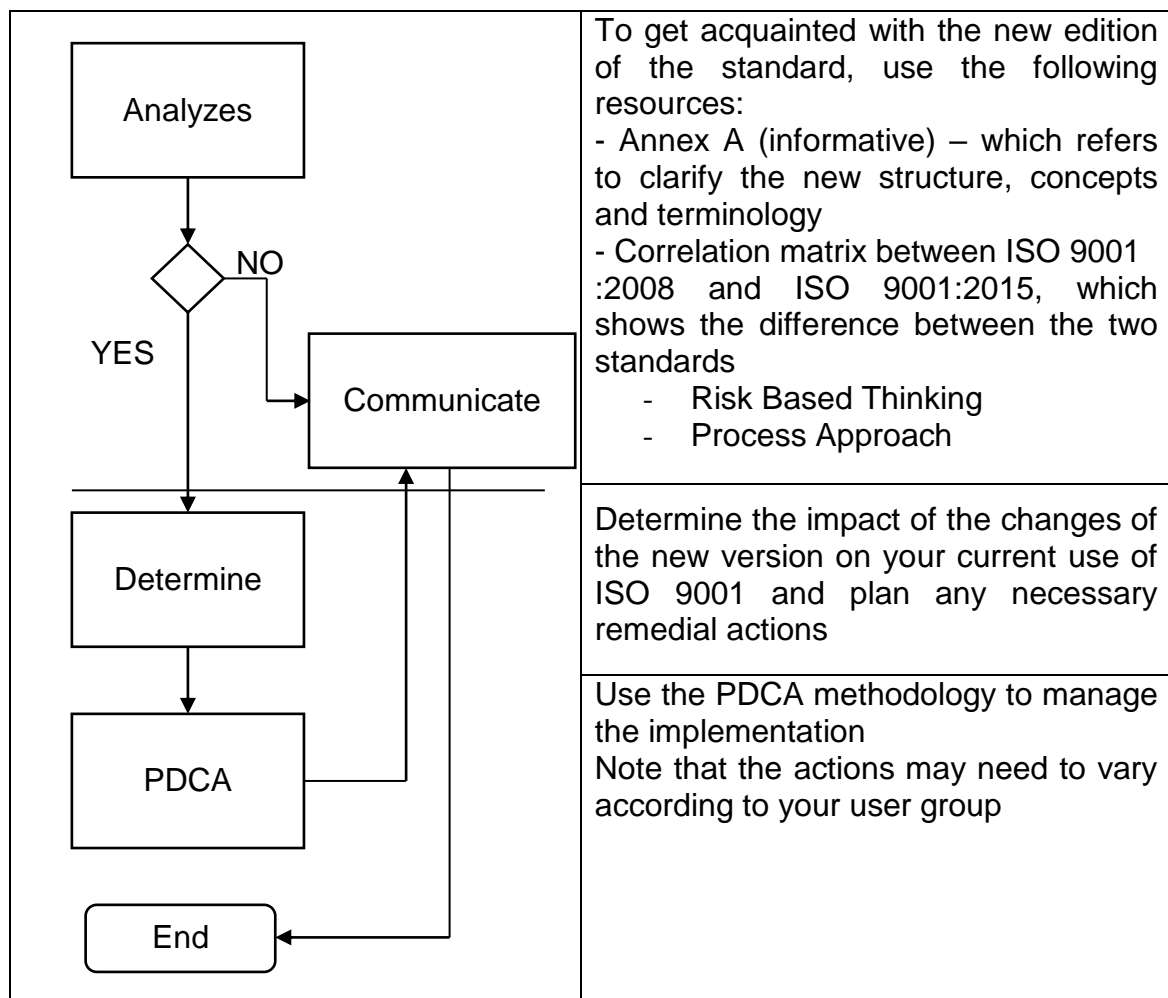 Analyzes
NO
YES
Communicate
Determine
PDCA
End
To get acquainted with the new edition
of the standard, use the following
resources:
- Annex A (informative) – which refers
to clarify the new structure, concepts
and terminology
- Correlation matrix between ISO 9001
:2008 and ISO 9001:2015, which
shows the difference between the two
standards
- Risk Based Thinking
- Process Approach
Determine the impact of the changes of
the new version on your current use of
ISO 9001 and plan any necessary
remedial actions
Use the PDCA methodology to manage
the implementation
Note that the actions may need to vary
according to your user group